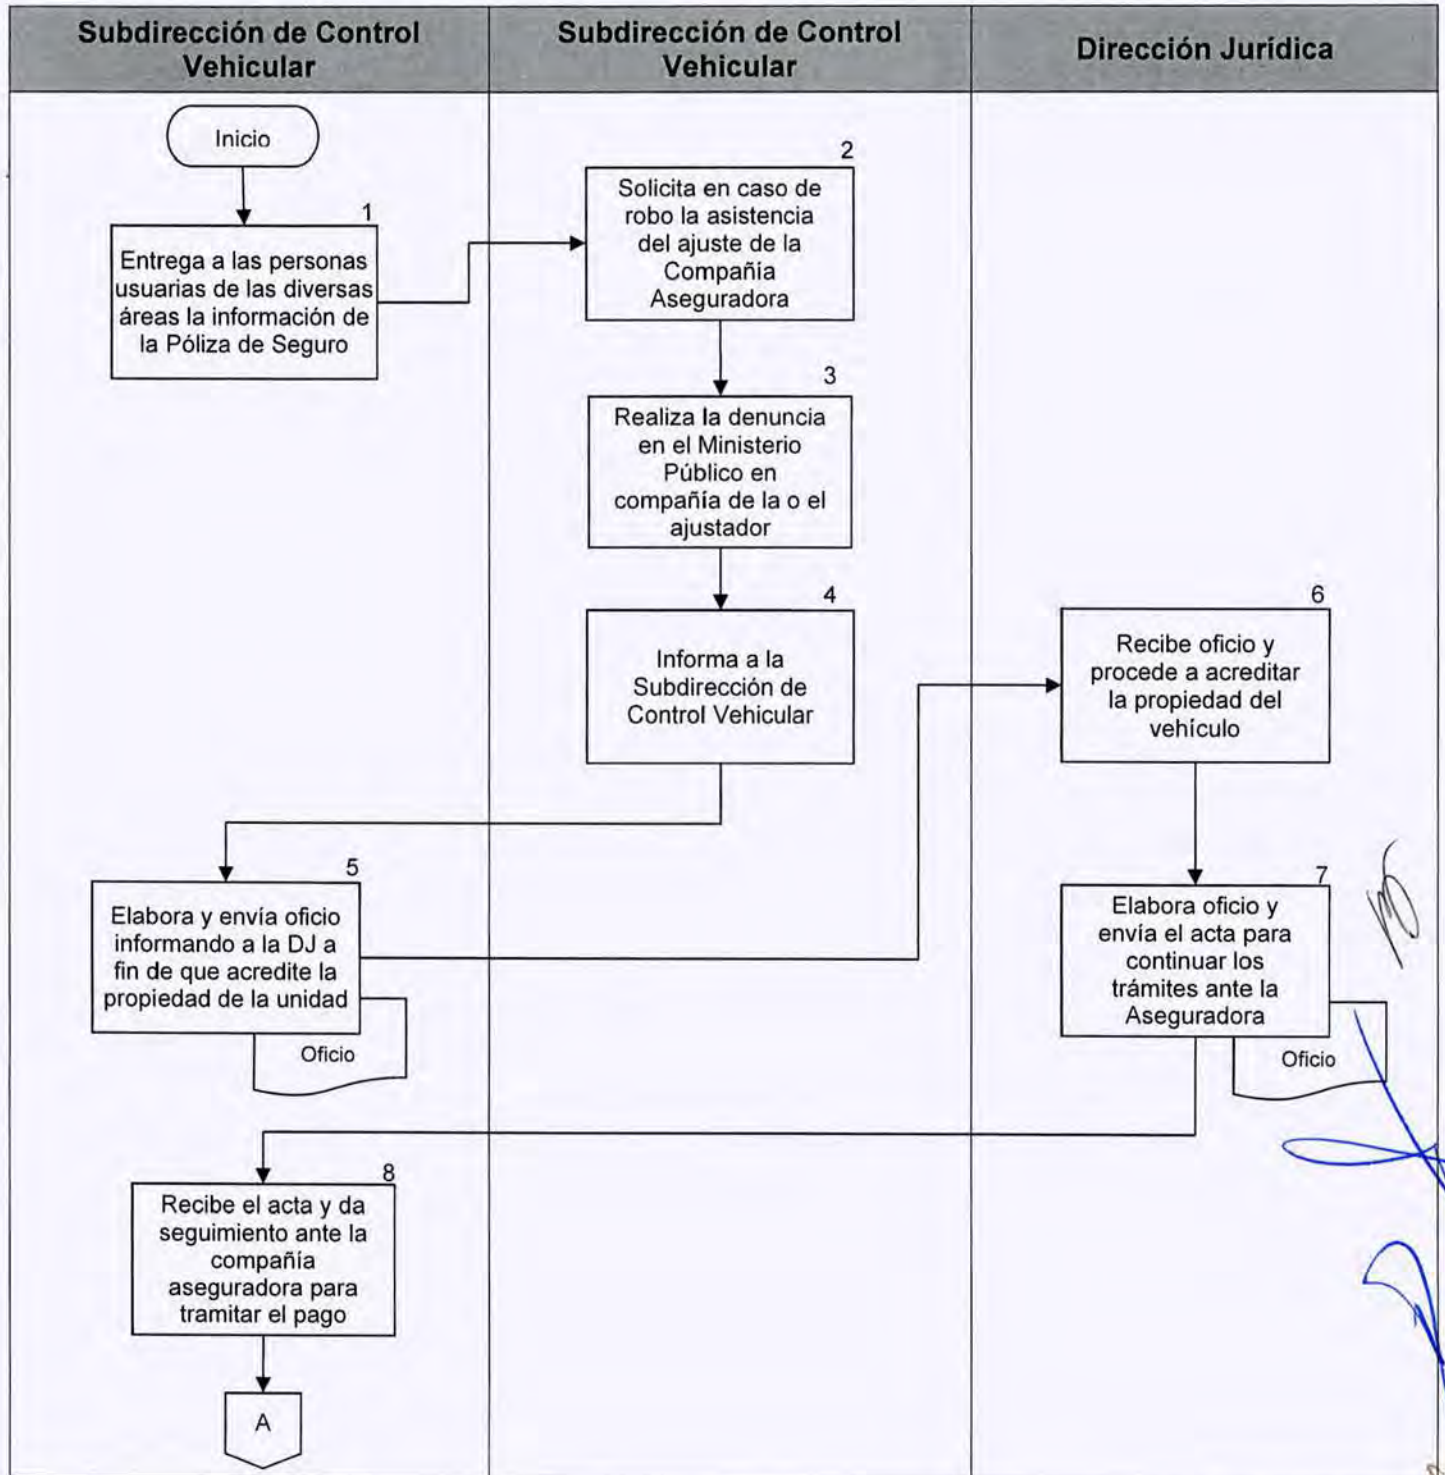 Subdirección de Control
Vehicular
Subdirección de Control
Vehicular
Dirección Jurídica
Inicio
1
Entrega a las personas
usuarias de las diversas
áreas la información de
la Póliza de Seguro
2
Solicita en caso de
robo la asistencia
del ajuste de la
Compañía
Aseguradora
3
Realiza la denuncia
en el Ministerio
Público en
compañía de la o el
ajustador
4
Informa a la
Subdirección de
Control Vehicular
5
Elabora y envía oficio
informando a la DJ a
fin de que acredite la
propiedad de la unidad
Oficio
6
Recibe oficio y
procede a acreditar
la propiedad del
vehículo
7
Elabora oficio y
envía el acta para
continuar los
trámites ante la
Aseguradora
Oficio
8
Recibe el acta y da
seguimiento ante la
compañía
aseguradora para
tramitar el pago
A